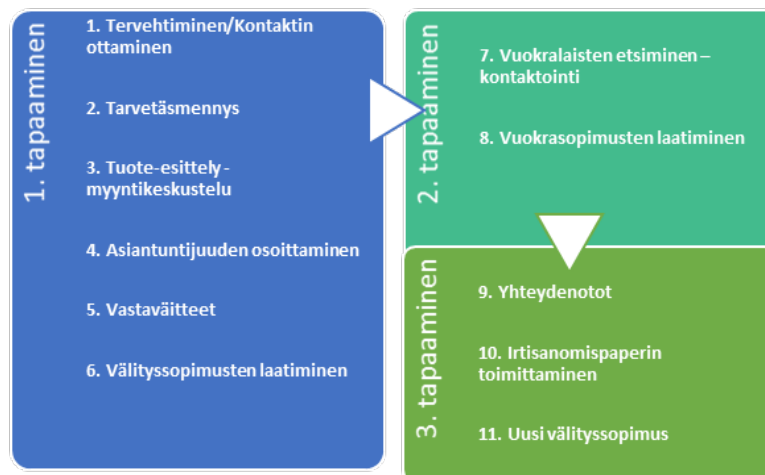 1. tapaaminen
1. Tervehtiminen/Kontaktin
ottaminen
2. Tarvetäsmennys
3. Tuote-esittely -
myyntikeskustelu
4. Asiantuntijuuden osoittaminen
5. Vastaväitteet
6. Välityssopimusten laatiminen
2. tapaaminen
7. Vuokralaisten etsiminen –
kontaktointi
8. Vuokrasopimusten laatiminen
3. tapaaminen
9. Yhteydenotot
10. Irtisanomispaperin
toimittaminen
11. Uusi välityssopimus